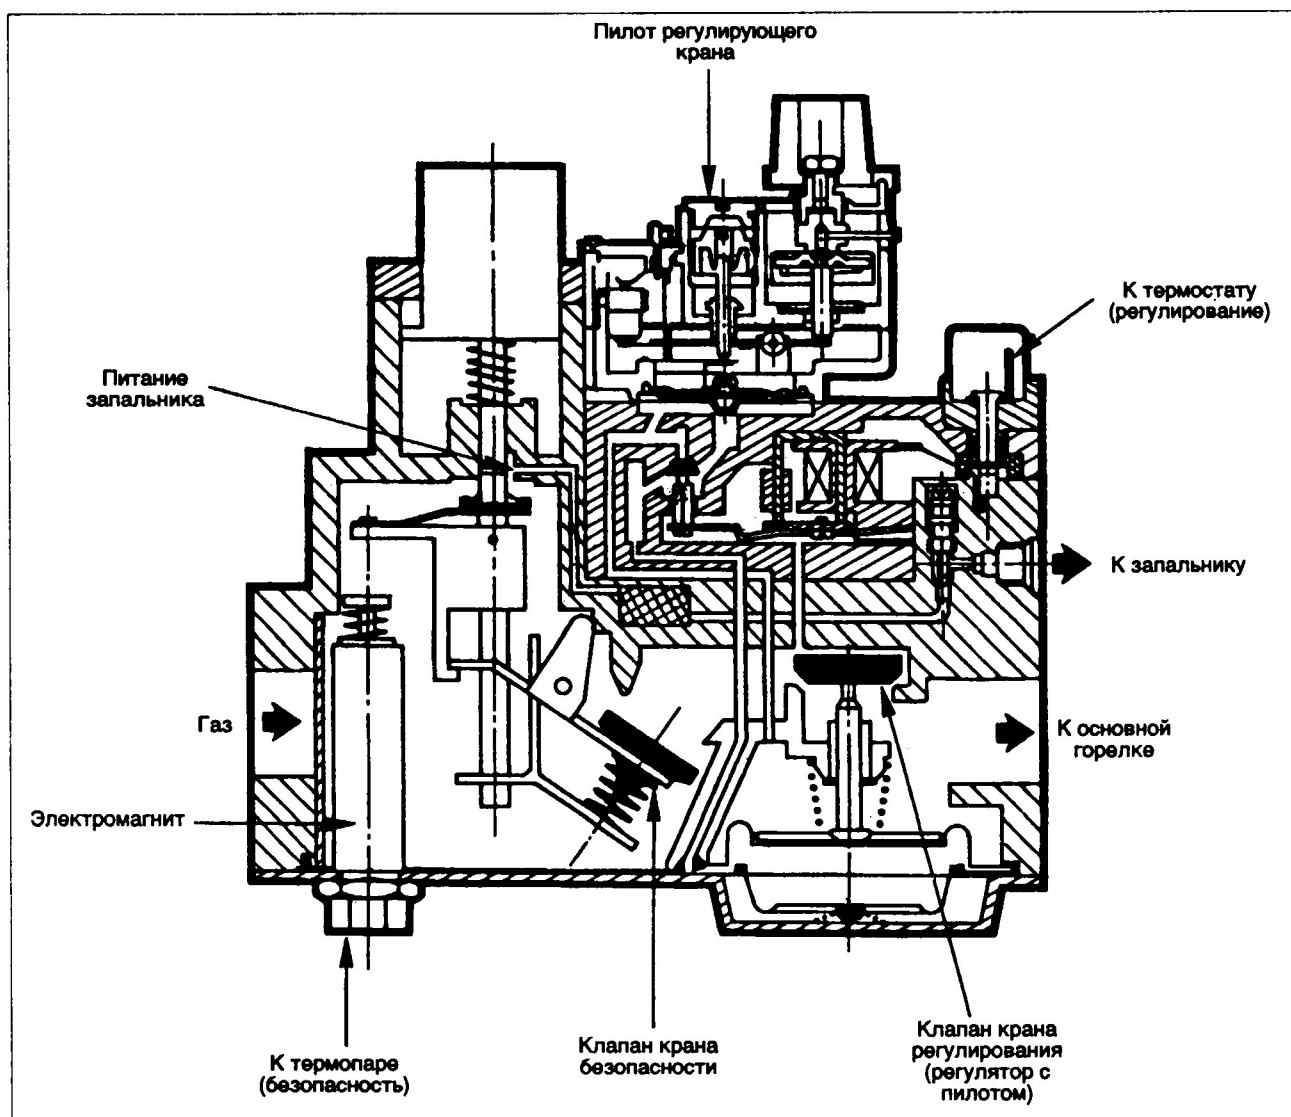 Пилот регулирующего
крана
К термостату
(регулирование)
Питание
запальника
К запальнику
Газ
К основной
горелке
Электромагнит
К термопаре
(безопасность)
Клапан крана
безопасности
Клапан крана
регулирования
(регулятор с
пилотом)